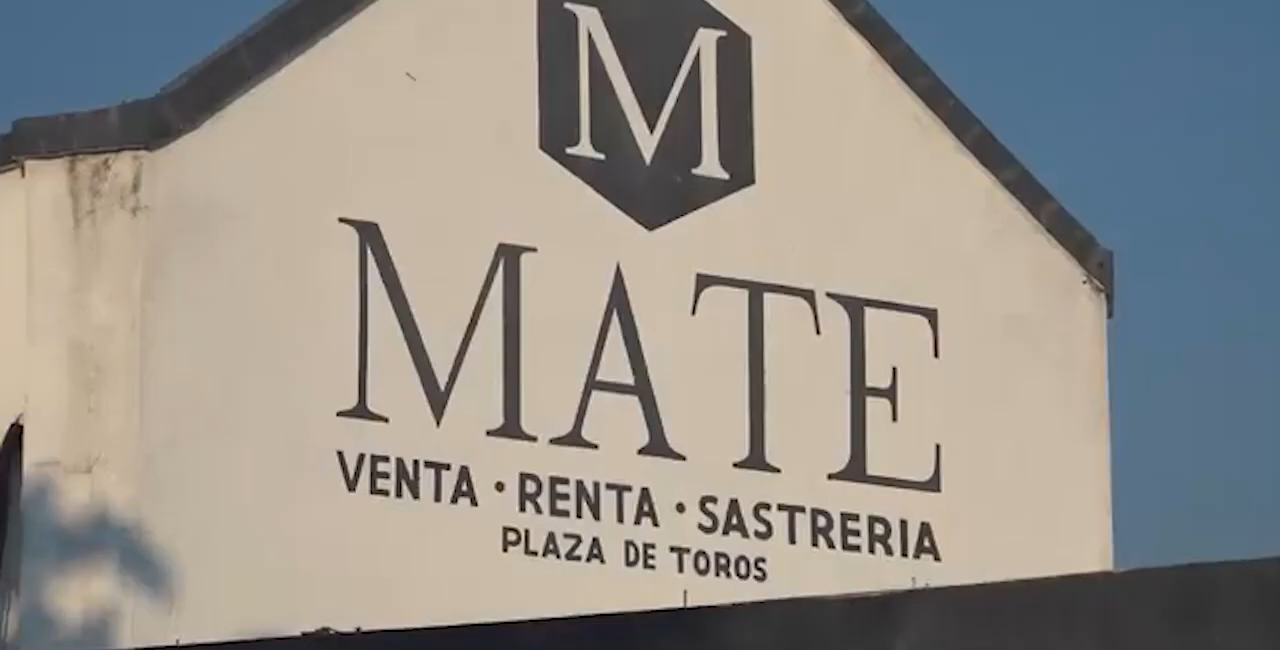 M
MATE
VENTA · RENTA · SASTRERIA
PLAZA DE TOROS